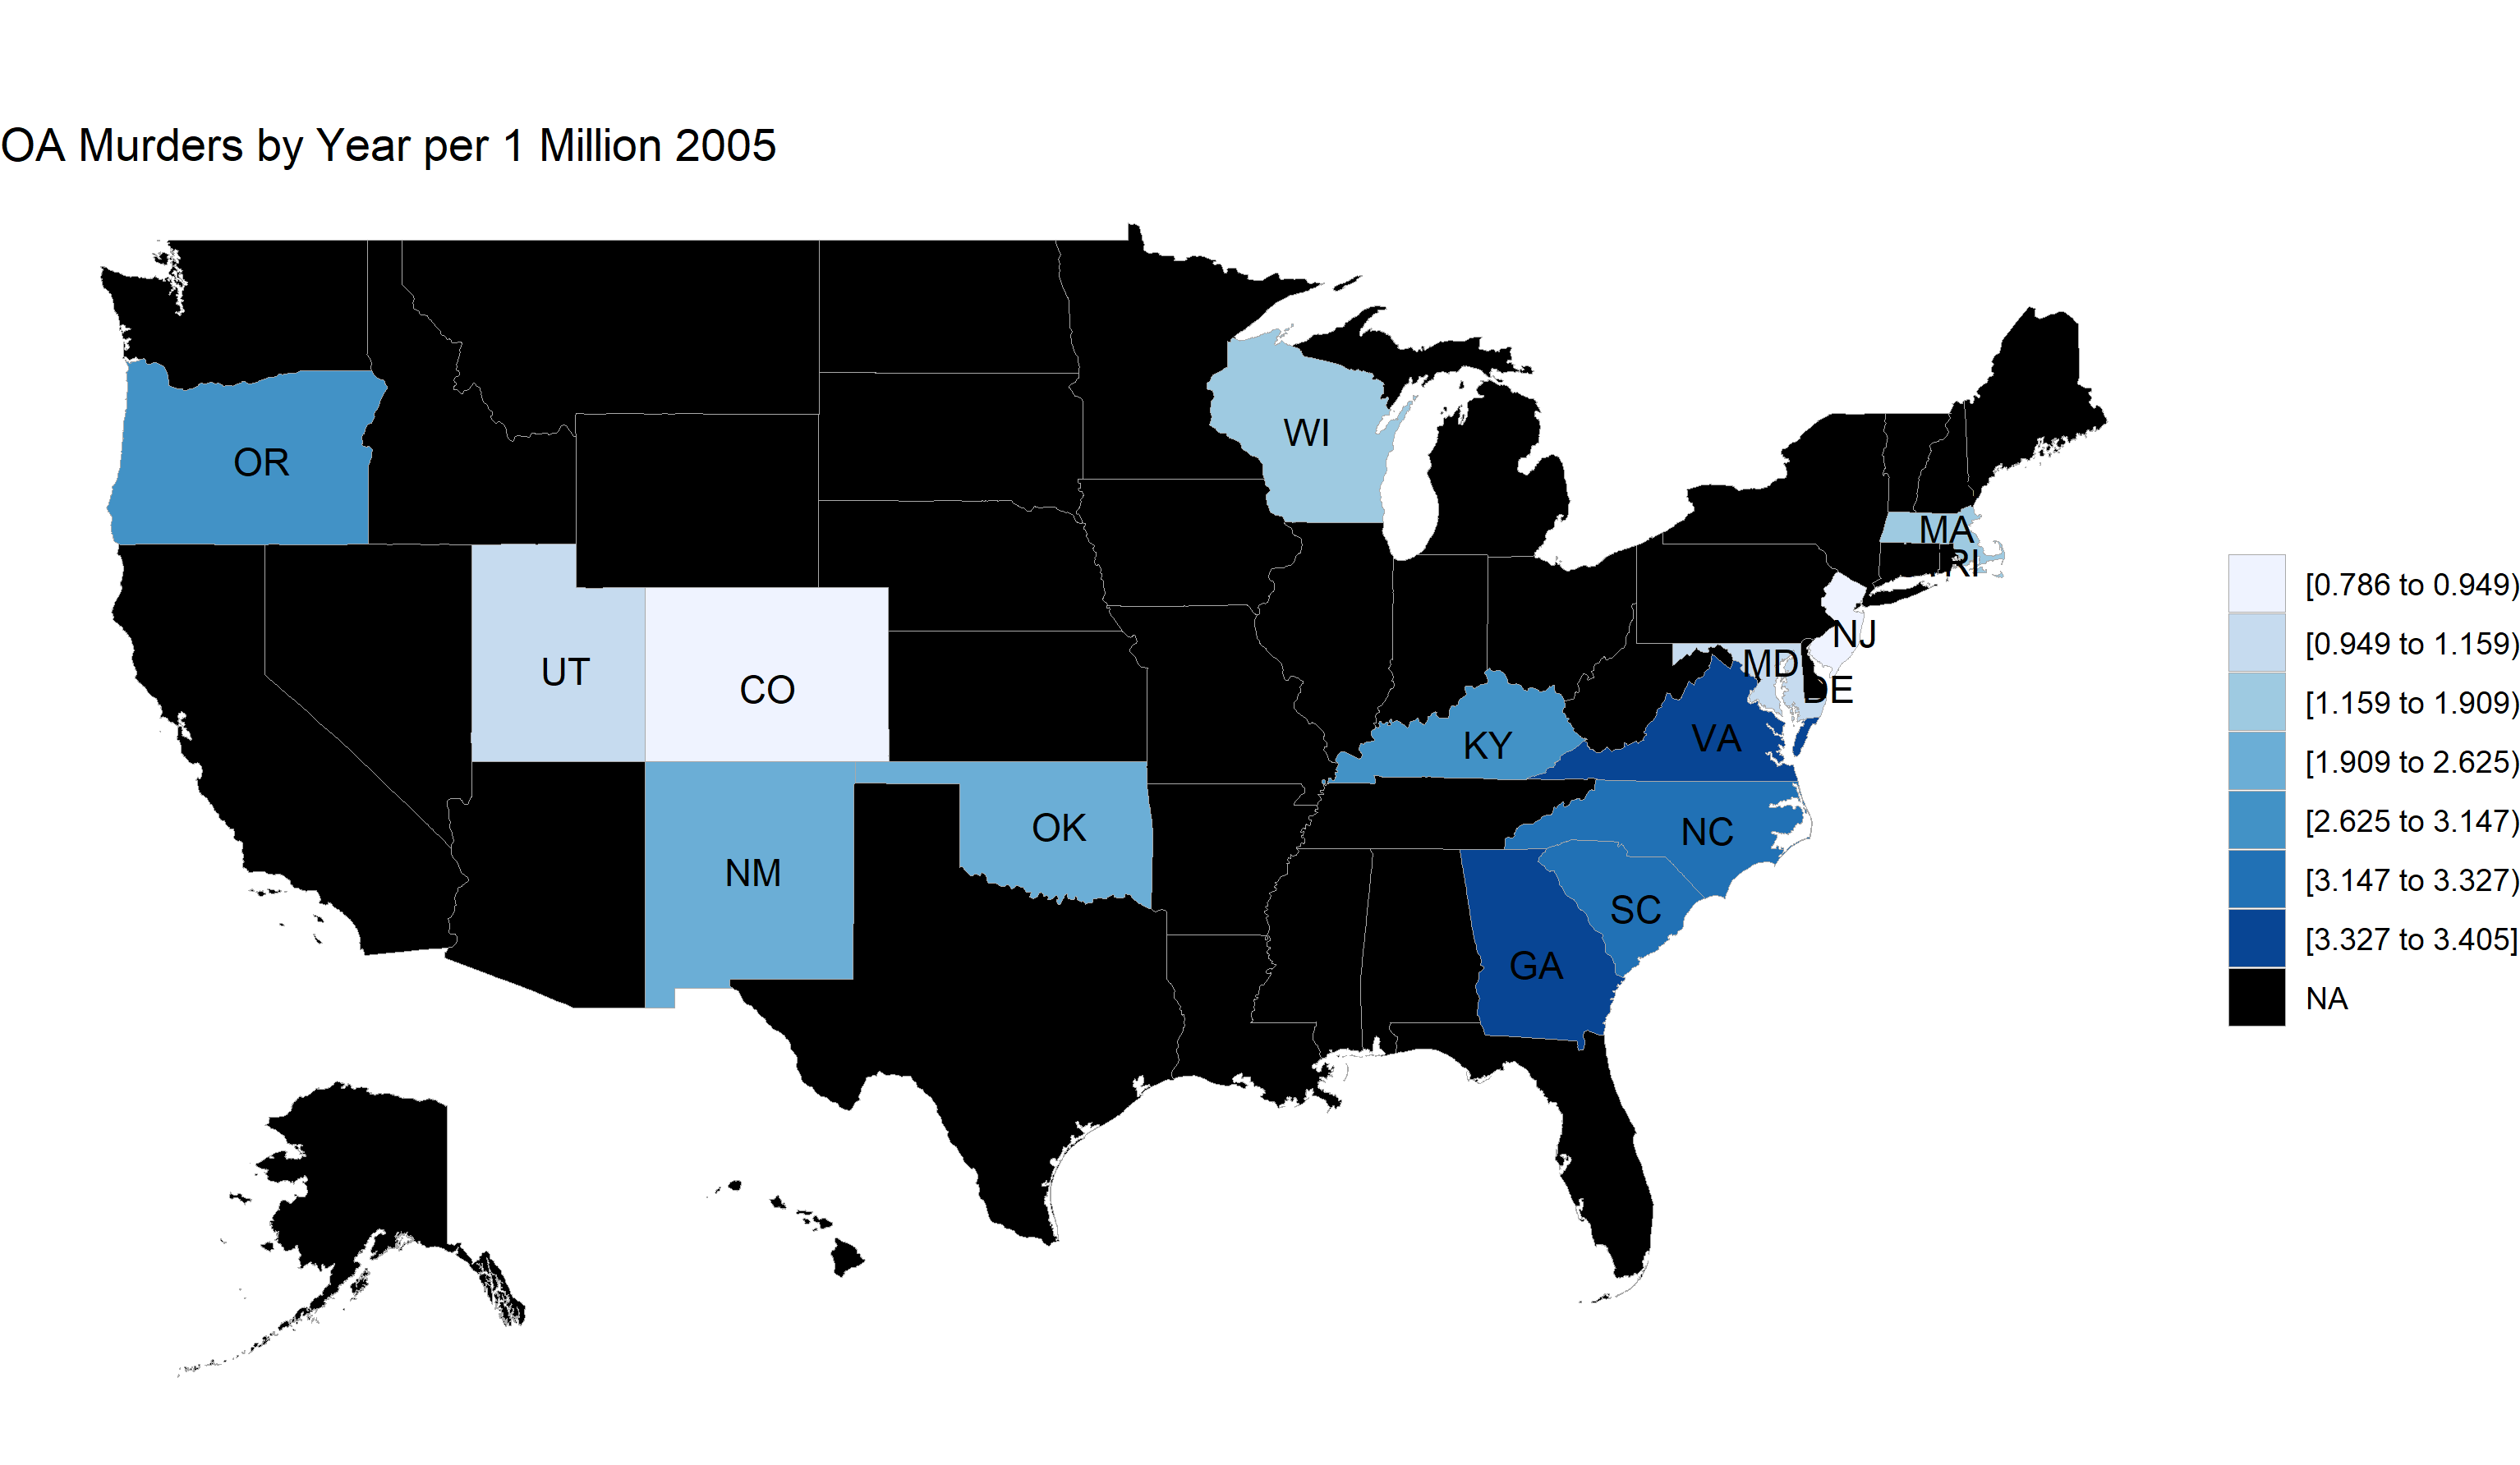 OA Murders by Year per 1 Million 2005
WI
OR
MA
RI
[0.786 to 0.949)
NJ
[0.949 to 1.159)
MD
UT
CO
DE
[1.159 to 1.909)
VA
KY
[1.909 to 2.625)
OK
NC
[2.625 to 3.147)
NM
[3.147 to 3.327)
SC
[3.327 to 3.405]
GA
NA